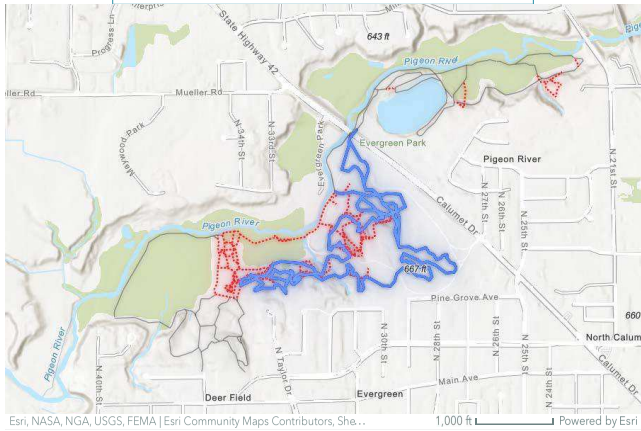 Enterpris
State Highway 42
Progress Ln
643 ft
Pigeon River
Pigeo
ller Rd
Mueller Rd
Maywood Park
N 34th St
N 33rd St
Evergreen Park
Evergreen Park
Pigeon River
N 21st St
N 27th St
N 26th St
N 25th St
Calumet Dr
Pigeon River
667 ft
Pine Grove Ave
660
Pigeon River
N 30th St
N 28th St
N 26th St
N 25th St
North Calum
N Taylor Dr
Calumet Dr
N 40th St
Main Ave
N 24th St
Deer Field
Evergreen
Esri, NASA, NGA, USGS, FEMA | Esri Community Maps Contributors, She...
1,000 ft
Powered by Esri